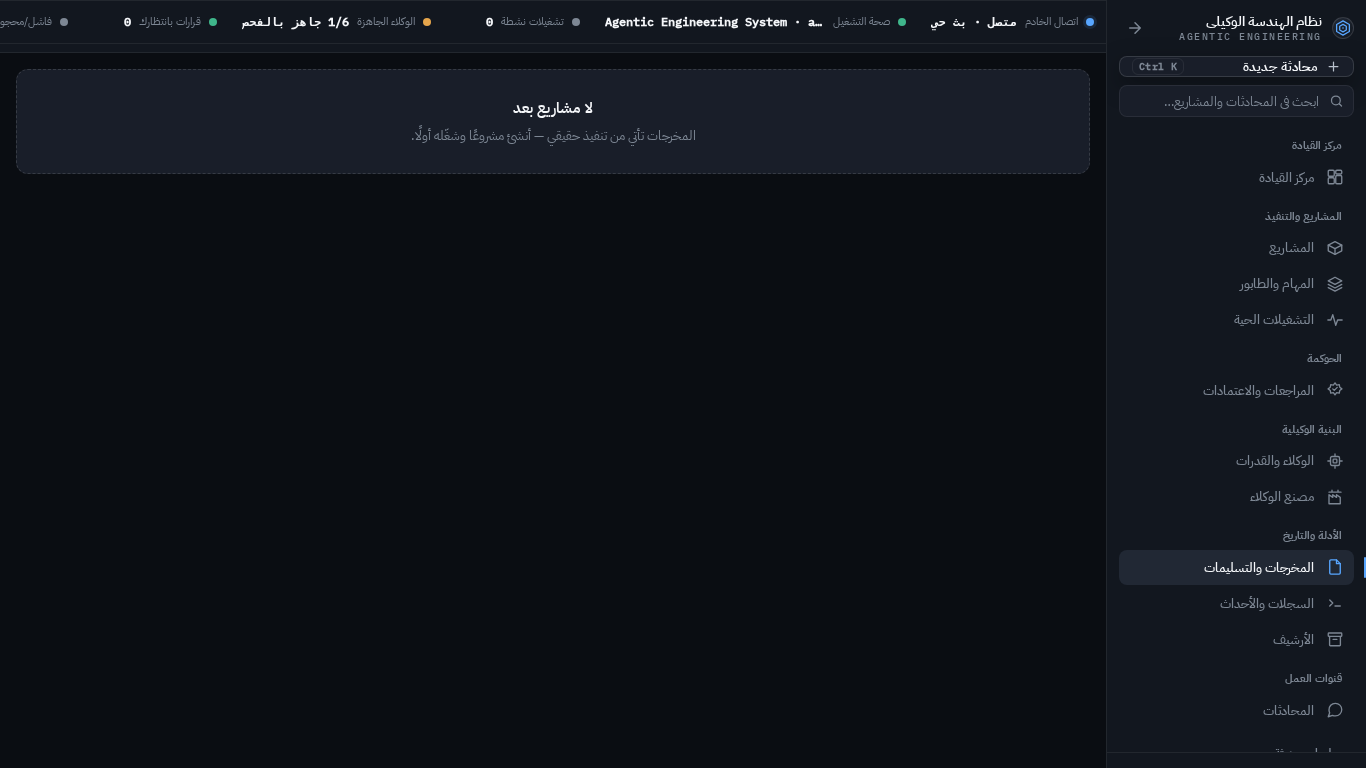 نظام الهندسة الوكيلي
AGENTIC ENGINEERING
محادثة جديدة
Ctrl K
ابحث في المحادثات والمشاريع...
مركز القيادة
مركز القيادة
المشاريع والتنفيذ
المشاريع
المهام والطابور
التشغيلات الحية
الحوكمة
المراجعات والاعتمادات
البنية الوكيلية
الوكلاء والقدرات
مصنع الوكلاء
الأدلة والتاريخ
المخرجات والتسليمات
السجلات والأحداث
الأرشيف
قنوات العمل
المحادثات
اتصال الخادم متصل · بث حي
صحة التشغيل Agentic Engineering System · a…
الوكلاء الجاهزة 1/6 جاهز بالفحص
تشغيلات نشطة 0
قرارات بانتظارك 0
فاشل/محجو
لا مشاريع بعد
المخرجات تأتي من تنفيذ حقيقي — أنشئ مشروعًا وشغّله أولًا.